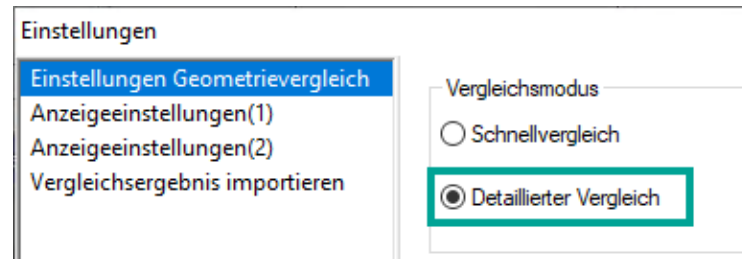 Einstellungen
Einstellungen Geometrievergleich
Anzeigeeinstellungen(1)
Anzeigeeinstellungen(2)
Vergleichsergebnis importieren
Vergleichsmodus
Schnellvergleich
Detaillierter Vergleich